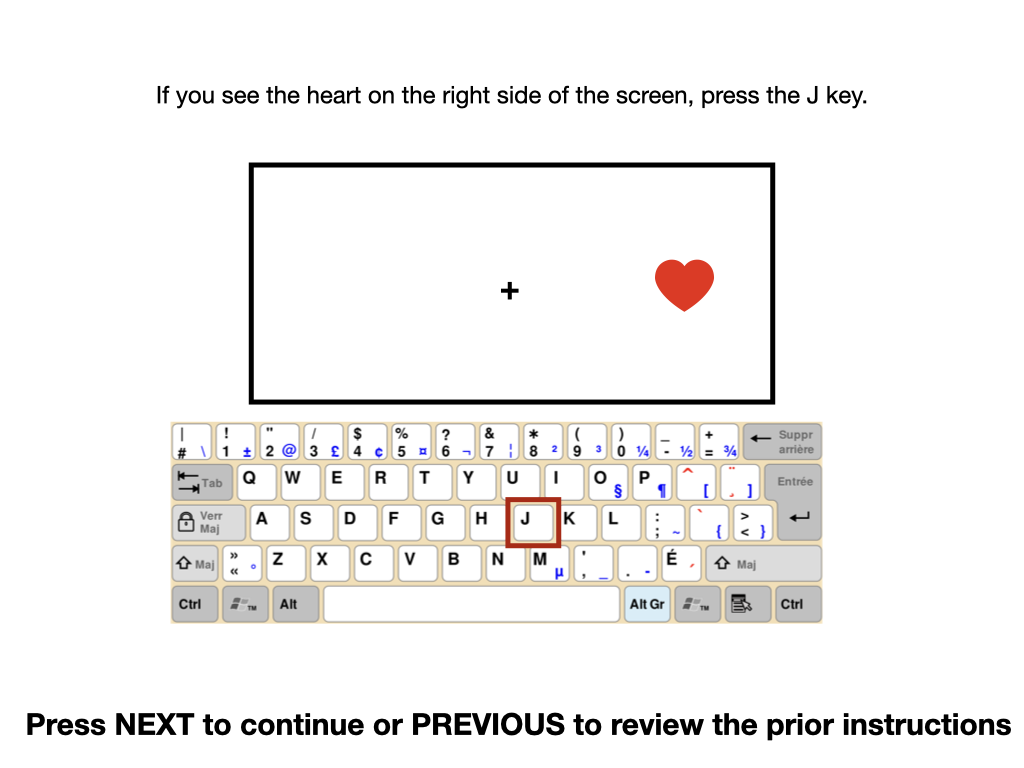 If you see the heart on the right side of the screen, press the J key.
+
| ! " / $ % ? & * ( ) _ + Suppr
# \ 1 ± 2 @ 3 £ 4 ¢ 5 ¤ 6 ¬ 7 ¦ 8 ² 9 ³ 0 ¼ - ½ = ¾ arrière
Tab Q W E R T Y U I O § P ¶ ^ [ ¨ ¸ ] Entrée
Verr Maj A S D F G H J K L : ; ~ ` { > < }
Maj » « ° Z X C V B N M µ ' , _ . - É ´ Maj
Ctrl TM Alt Alt Gr TM Ctrl
Press NEXT to continue or PREVIOUS to review the prior instructions